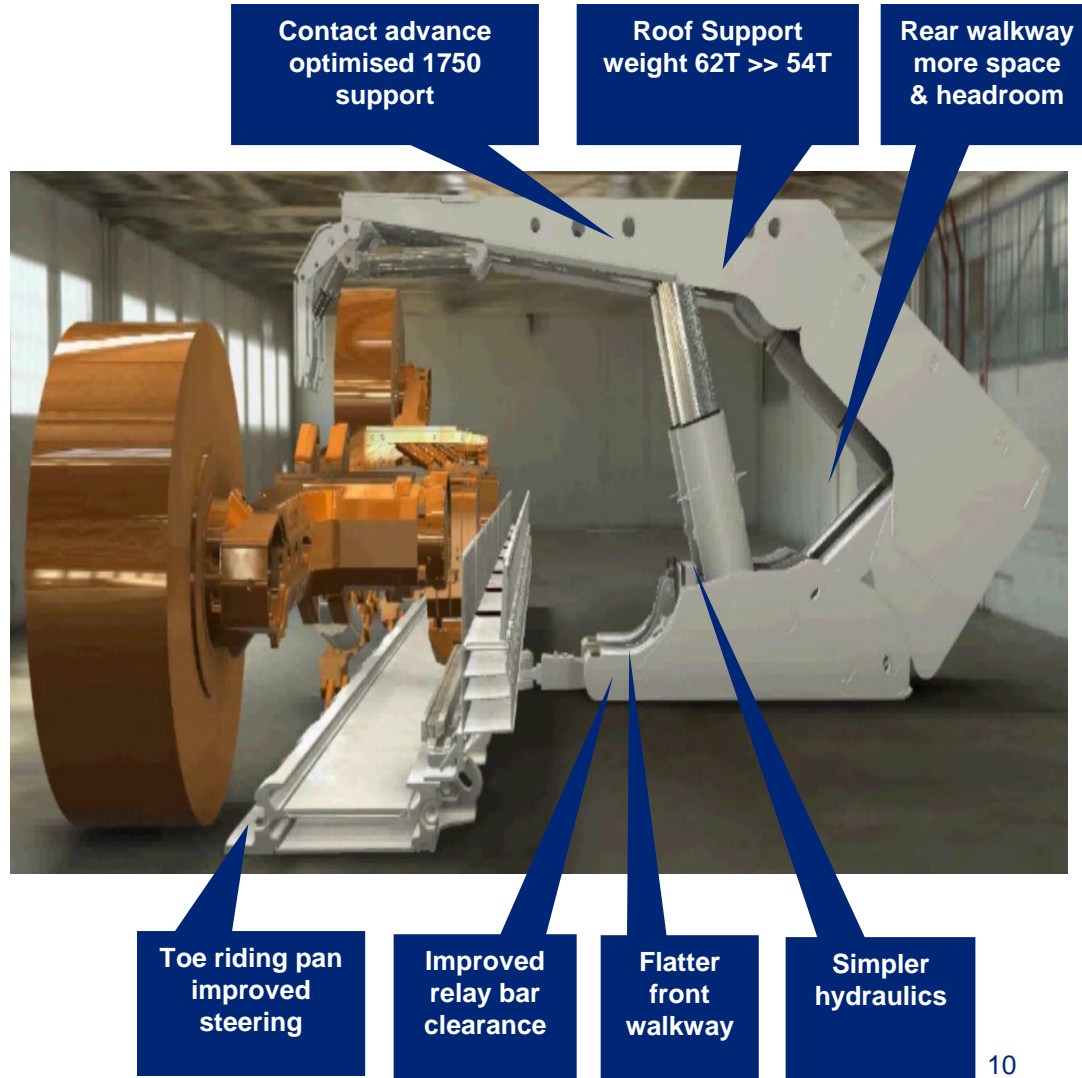 Contact advance
optimised 1750
support
Roof Support
weight 62T >> 54T
Rear walkway
more space
& headroom
Toe riding pan
improved
steering
Improved
relay bar
clearance
Flatter
front
walkway
Simpler
hydraulics
10